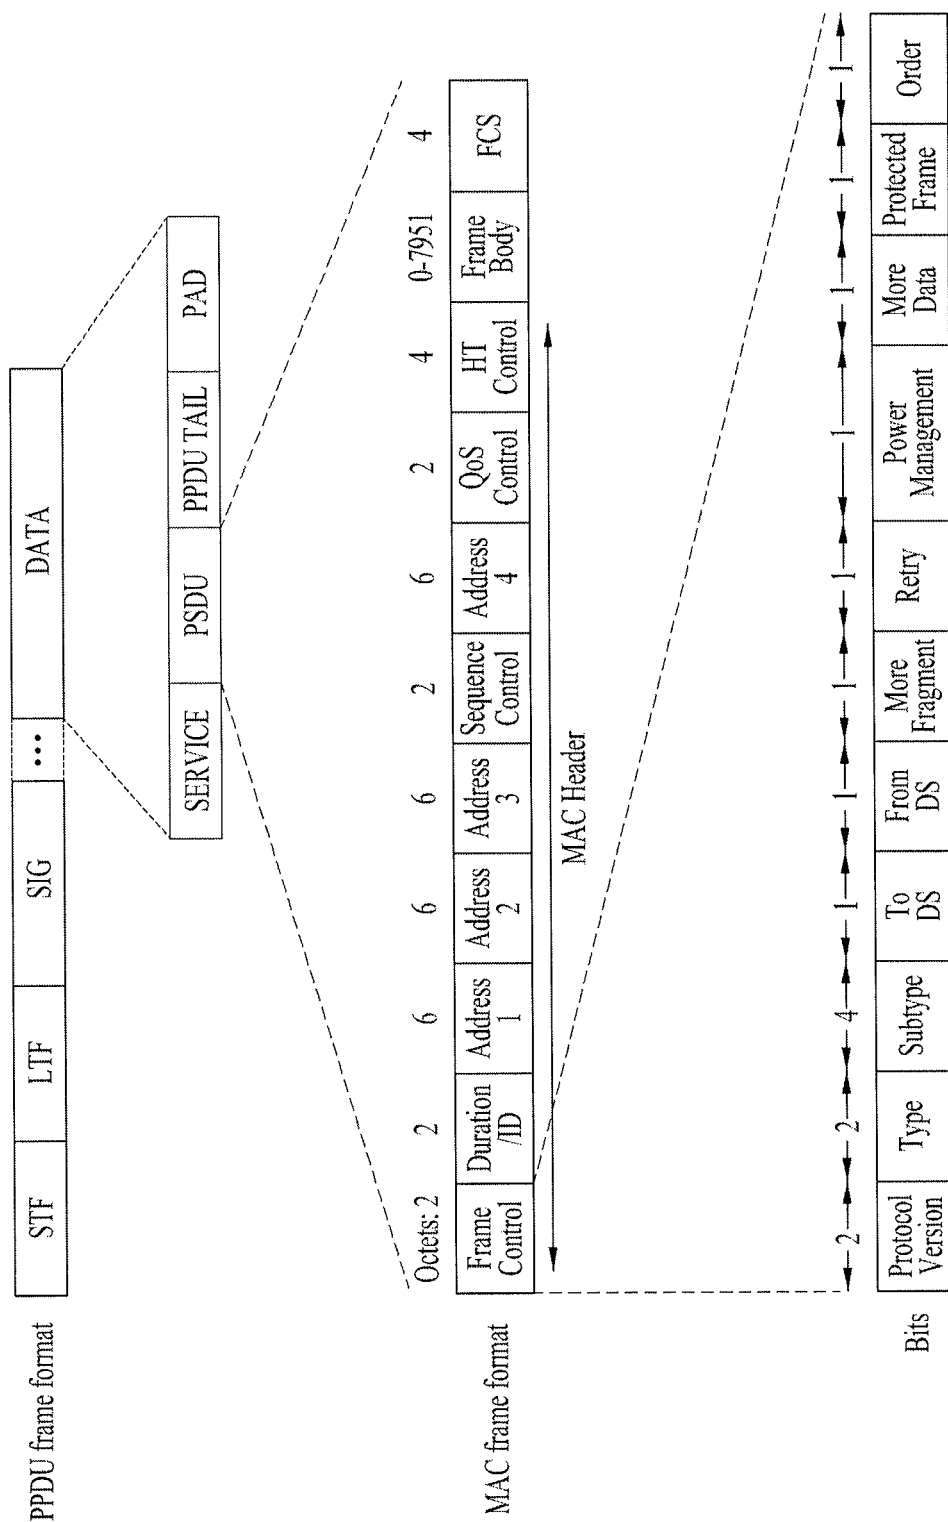 PPDU frame format
STF
LTF
SIG
...
DATA
SERVICE
PSDU
PPDU TAIL
PAD
MAC frame format
Octets: 2
2
6
6
6
2
6
2
4
0-7951
4
Frame
Control
Duration
/ID
Address
1
Address
2
Address
3
Sequence
Control
Address
4
QoS
Control
HT
Control
Frame
Body
FCS
MAC Header
2
2
4
1
1
1
1
1
1
1
1
Bits
Protocol
Version
Type
Subtype
To
DS
From
DS
More
Fragment
Retry
Power
Management
More
Data
Protected
Frame
Order